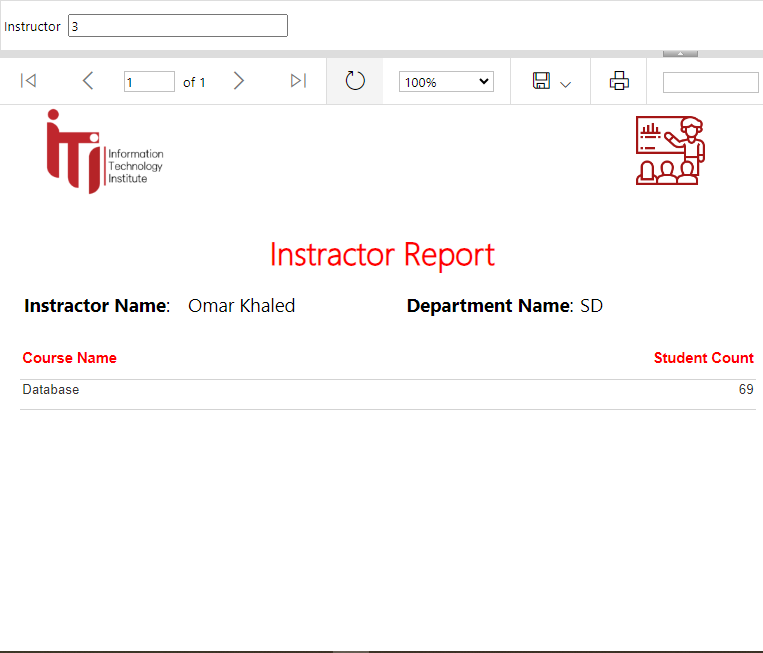 Instructor 3
1 of 1 100%
iTi Information
Technology
Institute
Instractor Report
Instractor Name: Omar Khaled Department Name: SD
Course Name Student Count
Database 69